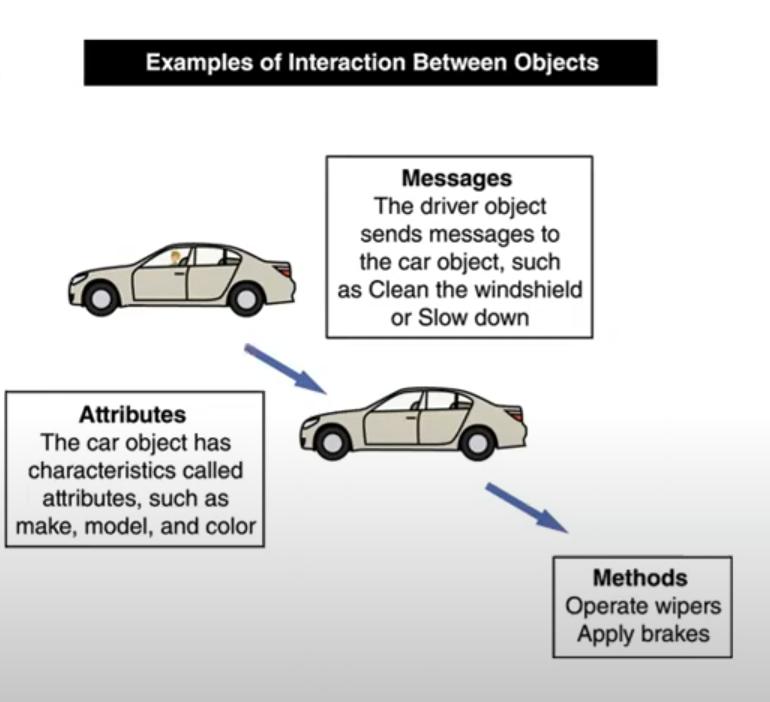 Examples of Interaction Between Objects
Messages
The driver object
sends messages to
the car object, such
as Clean the windshield
or Slow down
Attributes
The car object has
characteristics called
attributes, such as
make, model, and color
Methods
Operate wipers
Apply brakes